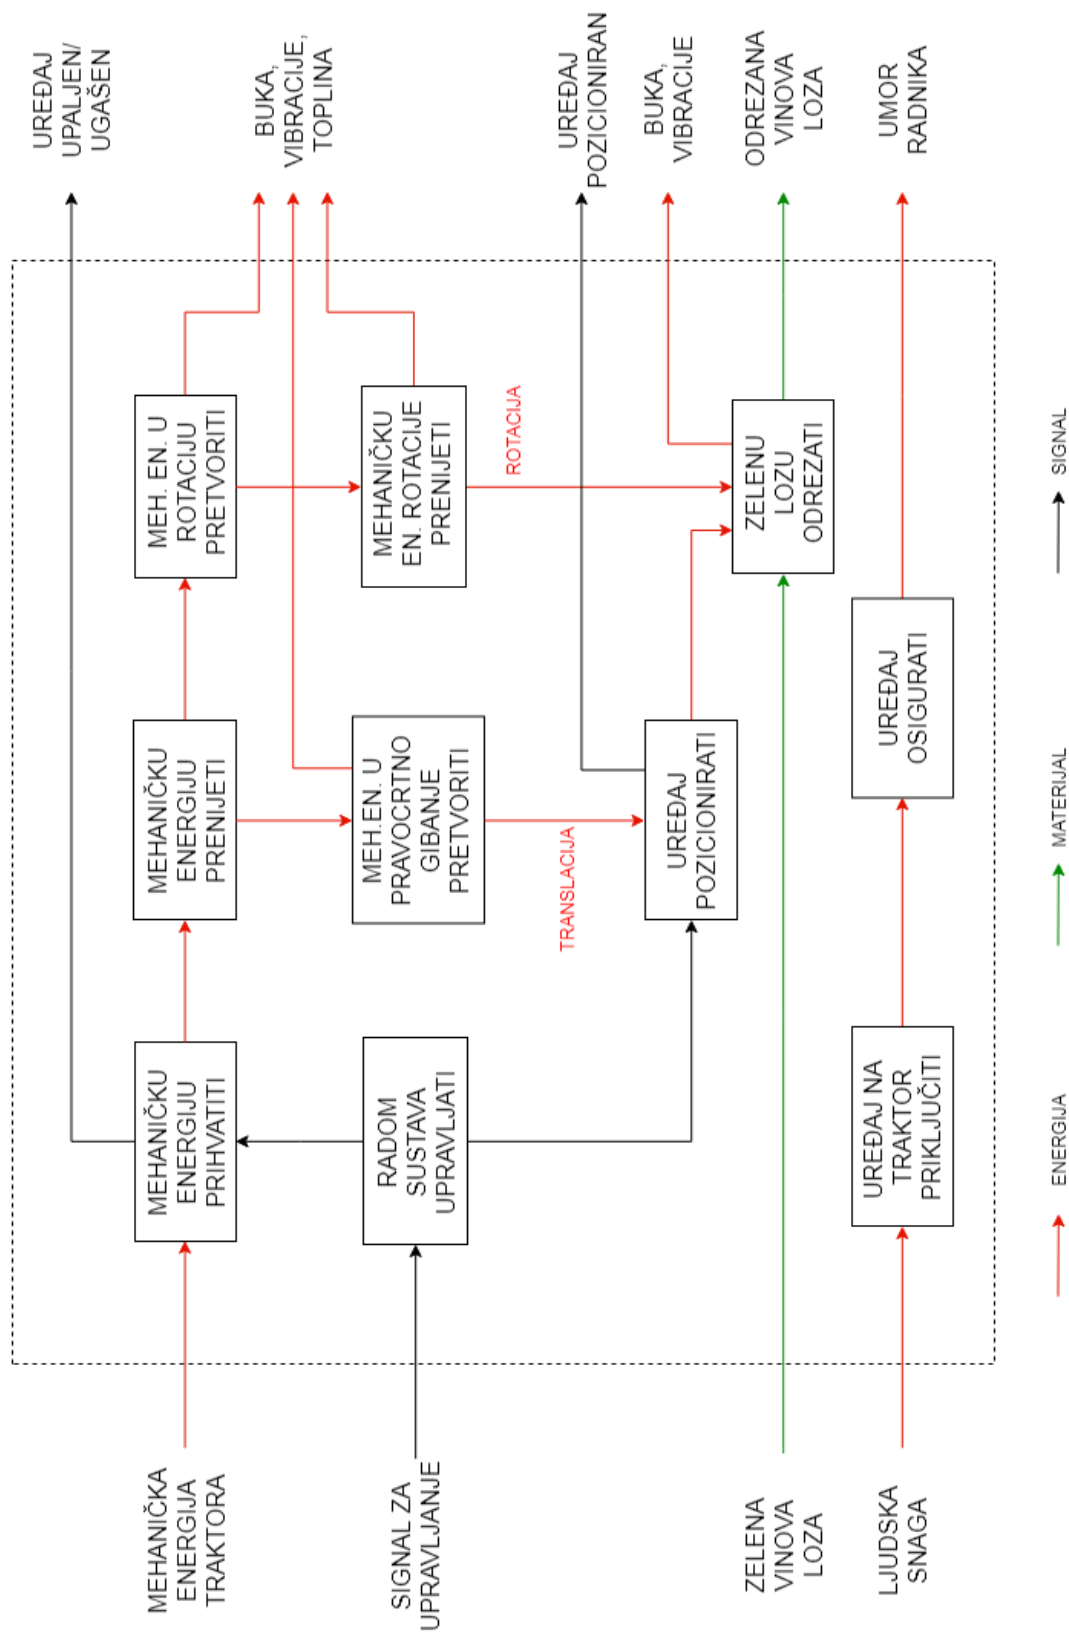 MEHANIČKA
ENERGIJA
TRAKTORA
SIGNAL ZA
UPRAVLJANJE
ZELENA
VINOVA
LOZA
LJUDSKA
SNAGA
MEHANIČKU
ENERGIJU
PRIHVATITI
MEHANIČKU
ENERGIJU
PRENIJETI
MEH. EN. U
ROTACIJU
PRETVORITI
RADOM
SUSTAVA
UPRAVLJATI
MEH.EN. U
PRAVOCRTNO
GIBANJE
PRETVORITI
MEHANIČKU
EN. ROTACIJE
PRENIJETI
TRANSLACIJA
ROTACIJA
UREĐAJ
POZICIONIRATI
ZELENU
LOZU
ODREZATI
UREĐAJ NA
TRAKTOR
PRIKLJUČITI
UREĐAJ
OSIGURATI
UREĐAJ
UPALJEN/
UGAŠEN
BUKA,
VIBRACIJE,
TOPLINA
UREĐAJ
POZICIONIRAN
BUKA,
VIBRACIJE
ODREZANA
VINOVA
LOZA
UMOR
RADNIKA
ENERGIJA
MATERIJAL
SIGNAL